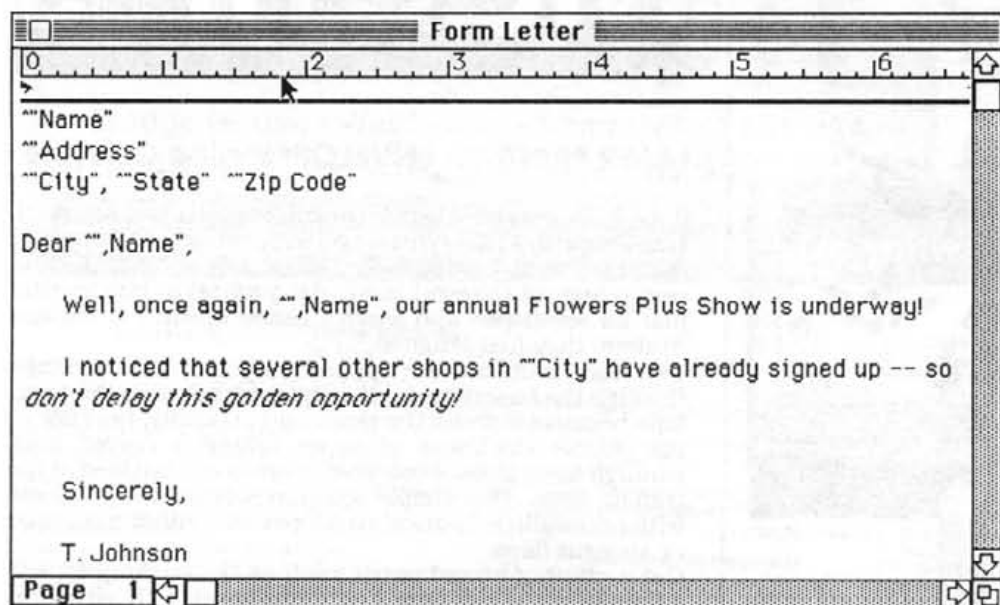 Form Letter
0 1 2 3 4 5 6
^"Name"
^"Address"
^"City", ^"State" ^"Zip Code"
Dear ^",Name",
Well, once again, ^",Name", our annual Flowers Plus Show is underway!
I noticed that several other shops in ^"City" have already signed up -- so
don't delay this golden opportunity!
Sincerely,
T. Johnson
Page 1